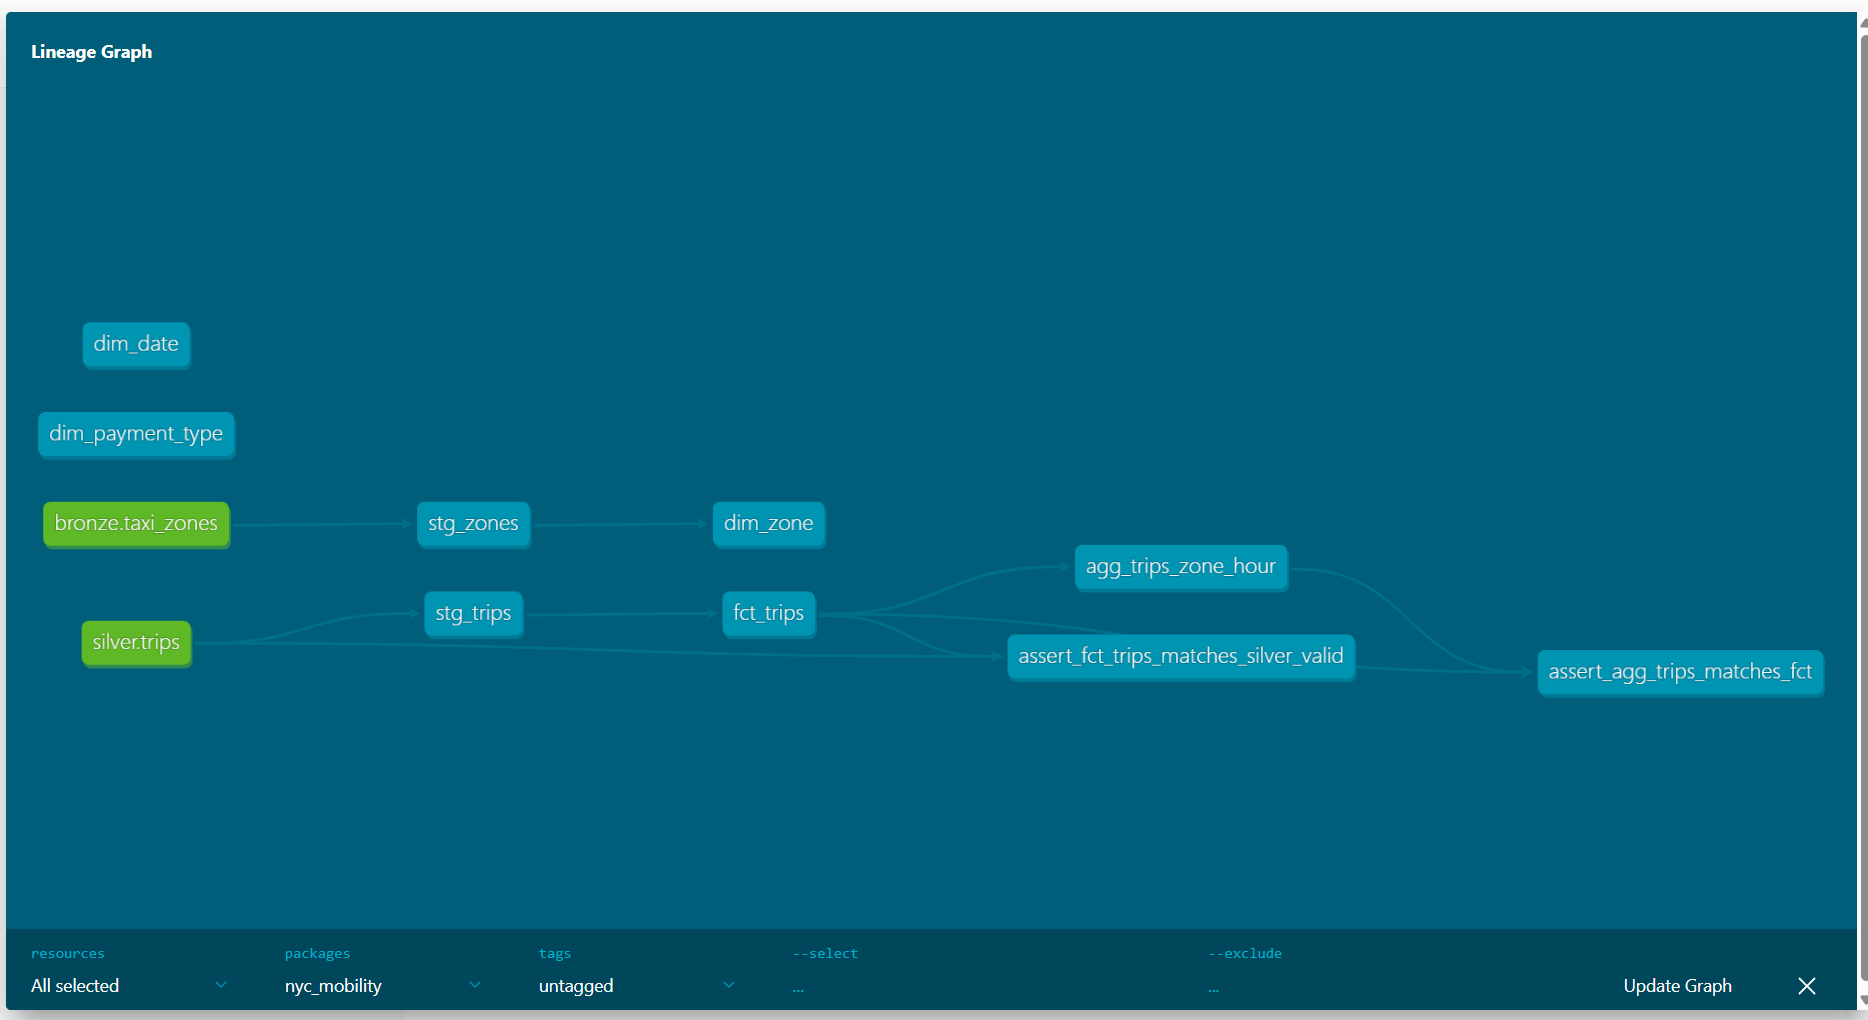 Lineage Graph
dim_date
dim_payment_type
bronze.taxi_zones
stg_zones
dim_zone
agg_trips_zone_hour
stg_trips
fct_trips
silver.trips
assert_fct_trips_matches_silver_valid
assert_agg_trips_matches_fct
resources
packages
tags
--select
--exclude
All selected
nyc_mobility
untagged
...
...
Update Graph